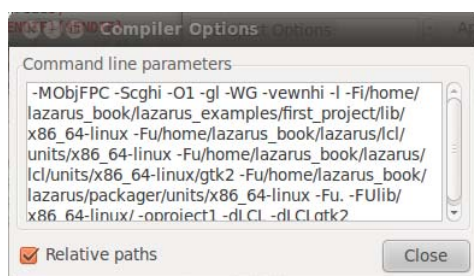 Compiler Options
Options
Command line parameters
-MObjFPC -Scghi -O1 -gl -WG -vewnhi -l -Fi/home/
lazarus_book/lazarus_examples/first_project/lib/
x86_64-linux -Fu/home/lazarus_book/lazarus/lcl/
units/x86_64-linux -Fu/home/lazarus_book/lazarus/
lcl/units/x86_64-linux/gtk2 -Fu/home/lazarus_book/
lazarus/packager/units/x86_64-linux -Fu. -FUlib/
x86_64-linux/ -oproject1 -dLCL -dLCLgtk2
Relative paths
Close